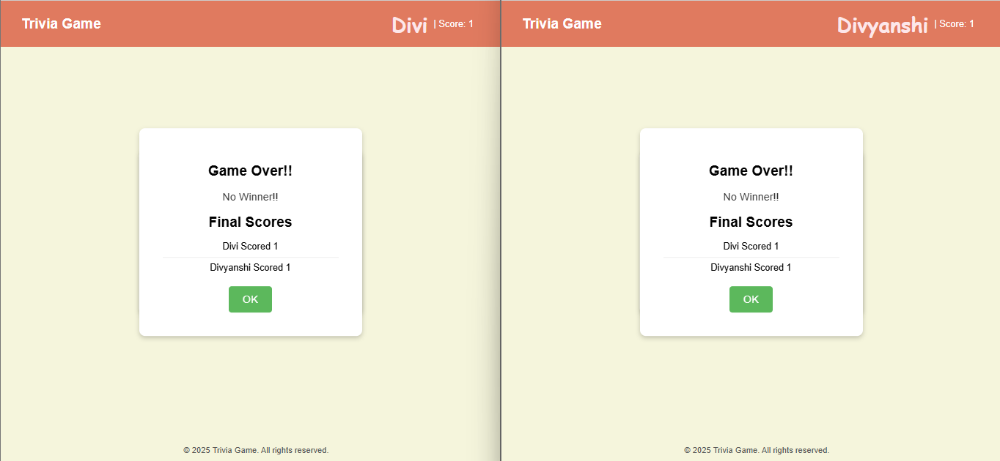 Trivia Game
Divi | Score: 1
Game Over!!
No Winner!!
Final Scores
Divi Scored 1
Divyanshi Scored 1
OK
© 2025 Trivia Game. All rights reserved.
Trivia Game
Divyanshi | Score: 1
Game Over!!
No Winner!!
Final Scores
Divi Scored 1
Divyanshi Scored 1
OK
© 2025 Trivia Game. All rights reserved.